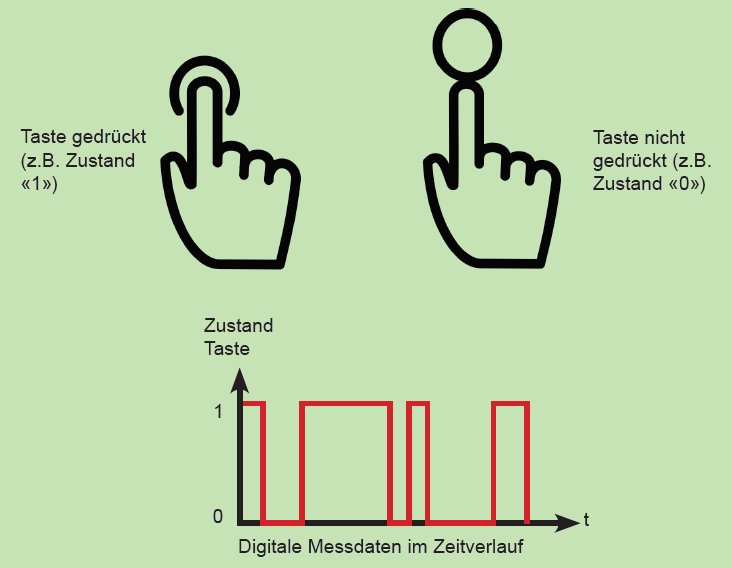 Taste gedrückt
(z.B. Zustand
«1»)
Taste nicht
gedrückt (z.B.
Zustand «0»)
Zustand
Taste
1
0
t
Digitale Messdaten im Zeitverlauf